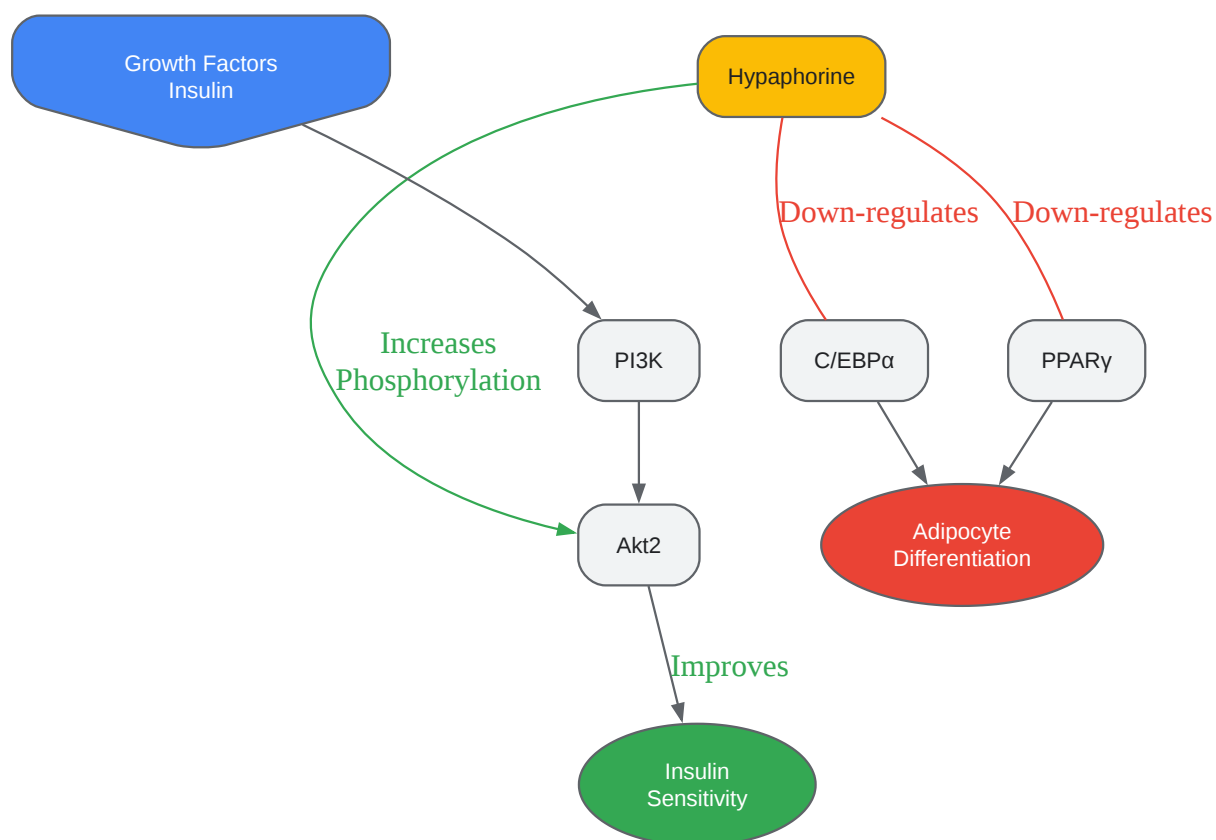 Growth Factors
Insulin
Hypaphorine
Down-regulates
Down-regulates
Increases
Phosphorylation
PI3K
C/EBPα
PPARγ
Akt2
Adipocyte
Differentiation
Improves
Insulin
Sensitivity